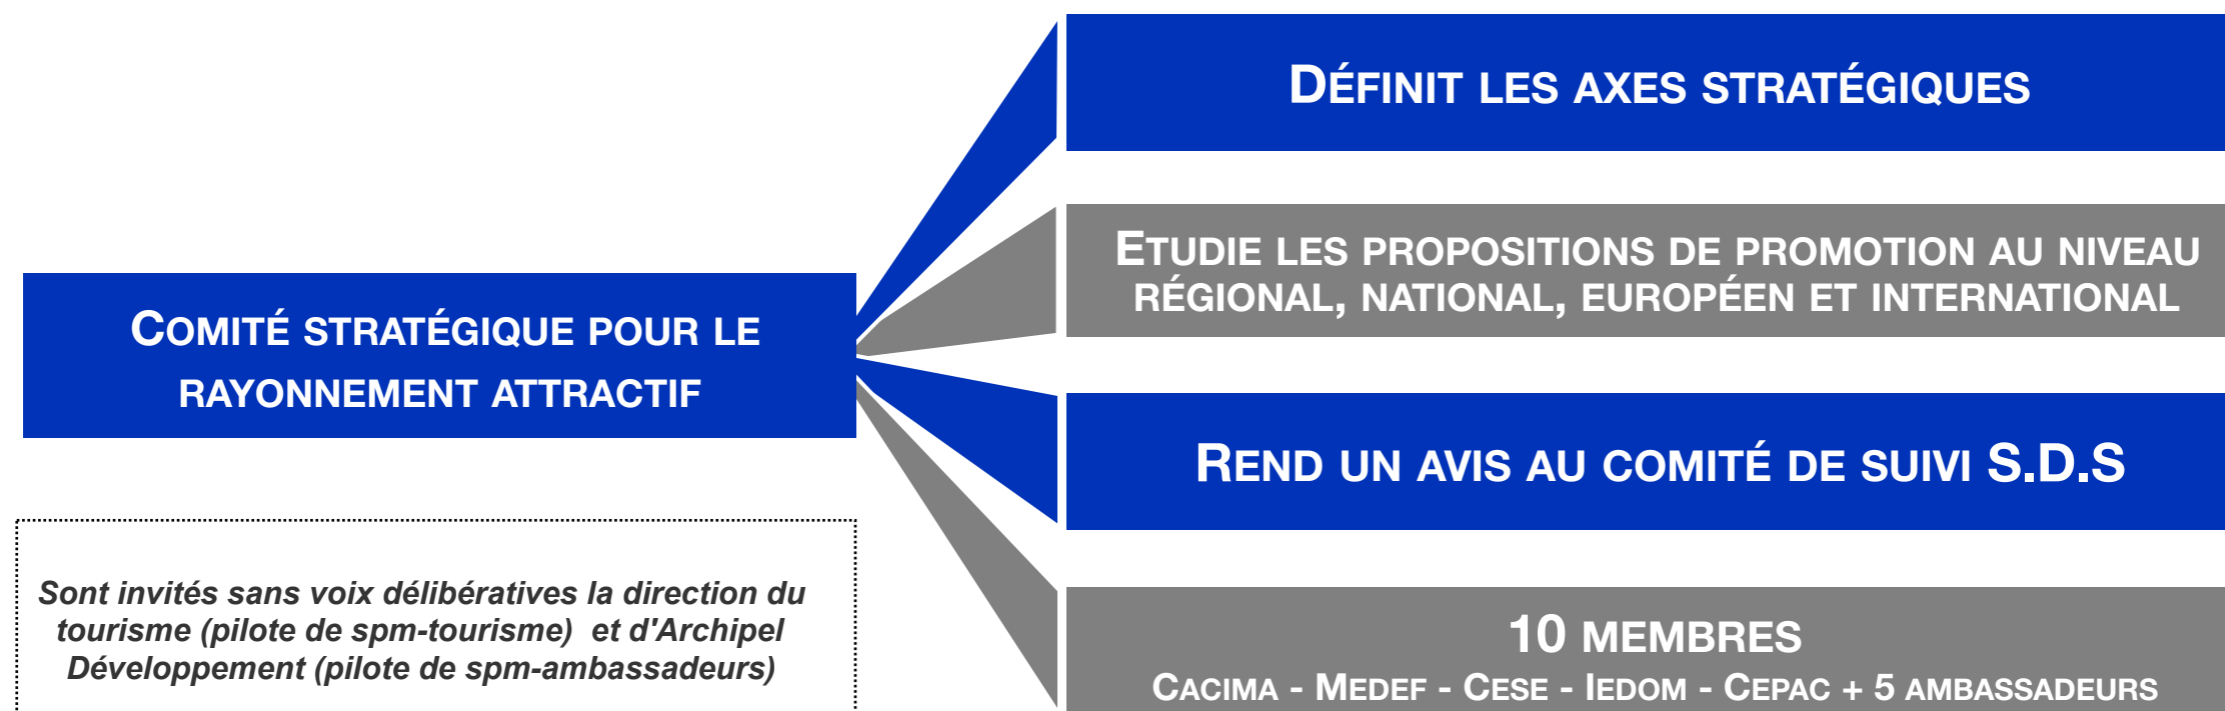 DÉFINIT LES AXES STRATÉGIQUES
ETUDIE LES PROPOSITIONS DE PROMOTION AU NIVEAU
RÉGIONAL, NATIONAL, EUROPÉEN ET INTERNATIONAL
COMITÉ STRATÉGIQUE POUR LE
RAYONNEMENT ATTRACTIF
REND UN AVIS AU COMITÉ DE SUIVI S.D.S
Sont invités sans voix délibératives la direction du
tourisme (pilote de spm-tourisme) et d'Archipel
Développement (pilote de spm-ambassadeurs)
10 MEMBRES
CACIMA - MEDEF - CESE - IEDOM - CEPAC + 5 AMBASSADEURS